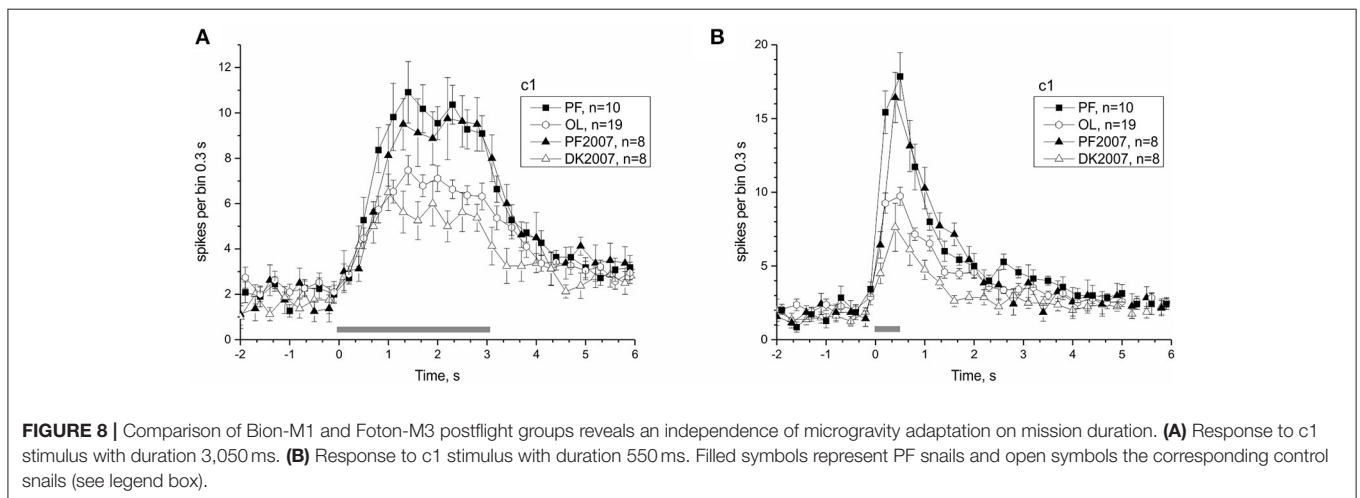 A
c1
PF, n=10
OL, n=19
PF2007, n=8
DK2007, n=8
spikes per bin 0.3 s
12
10
8
6
4
2
0
-2 -1 0 1 2 3 4 5 6
Time, s
B
c1
PF, n=10
OL, n=19
PF2007, n=8
DK2007, n=8
spikes per bin 0.3 s
20
15
10
5
0
-2 -1 0 1 2 3 4 5 6
Time, s
FIGURE 8 | Comparison of Bion-M1 and Foton-M3 postflight groups reveals an independence of microgravity adaptation on mission duration. (A) Response to c1
stimulus with duration 3,050 ms. (B) Response to c1 stimulus with duration 550 ms. Filled symbols represent PF snails and open symbols the corresponding control
snails (see legend box).